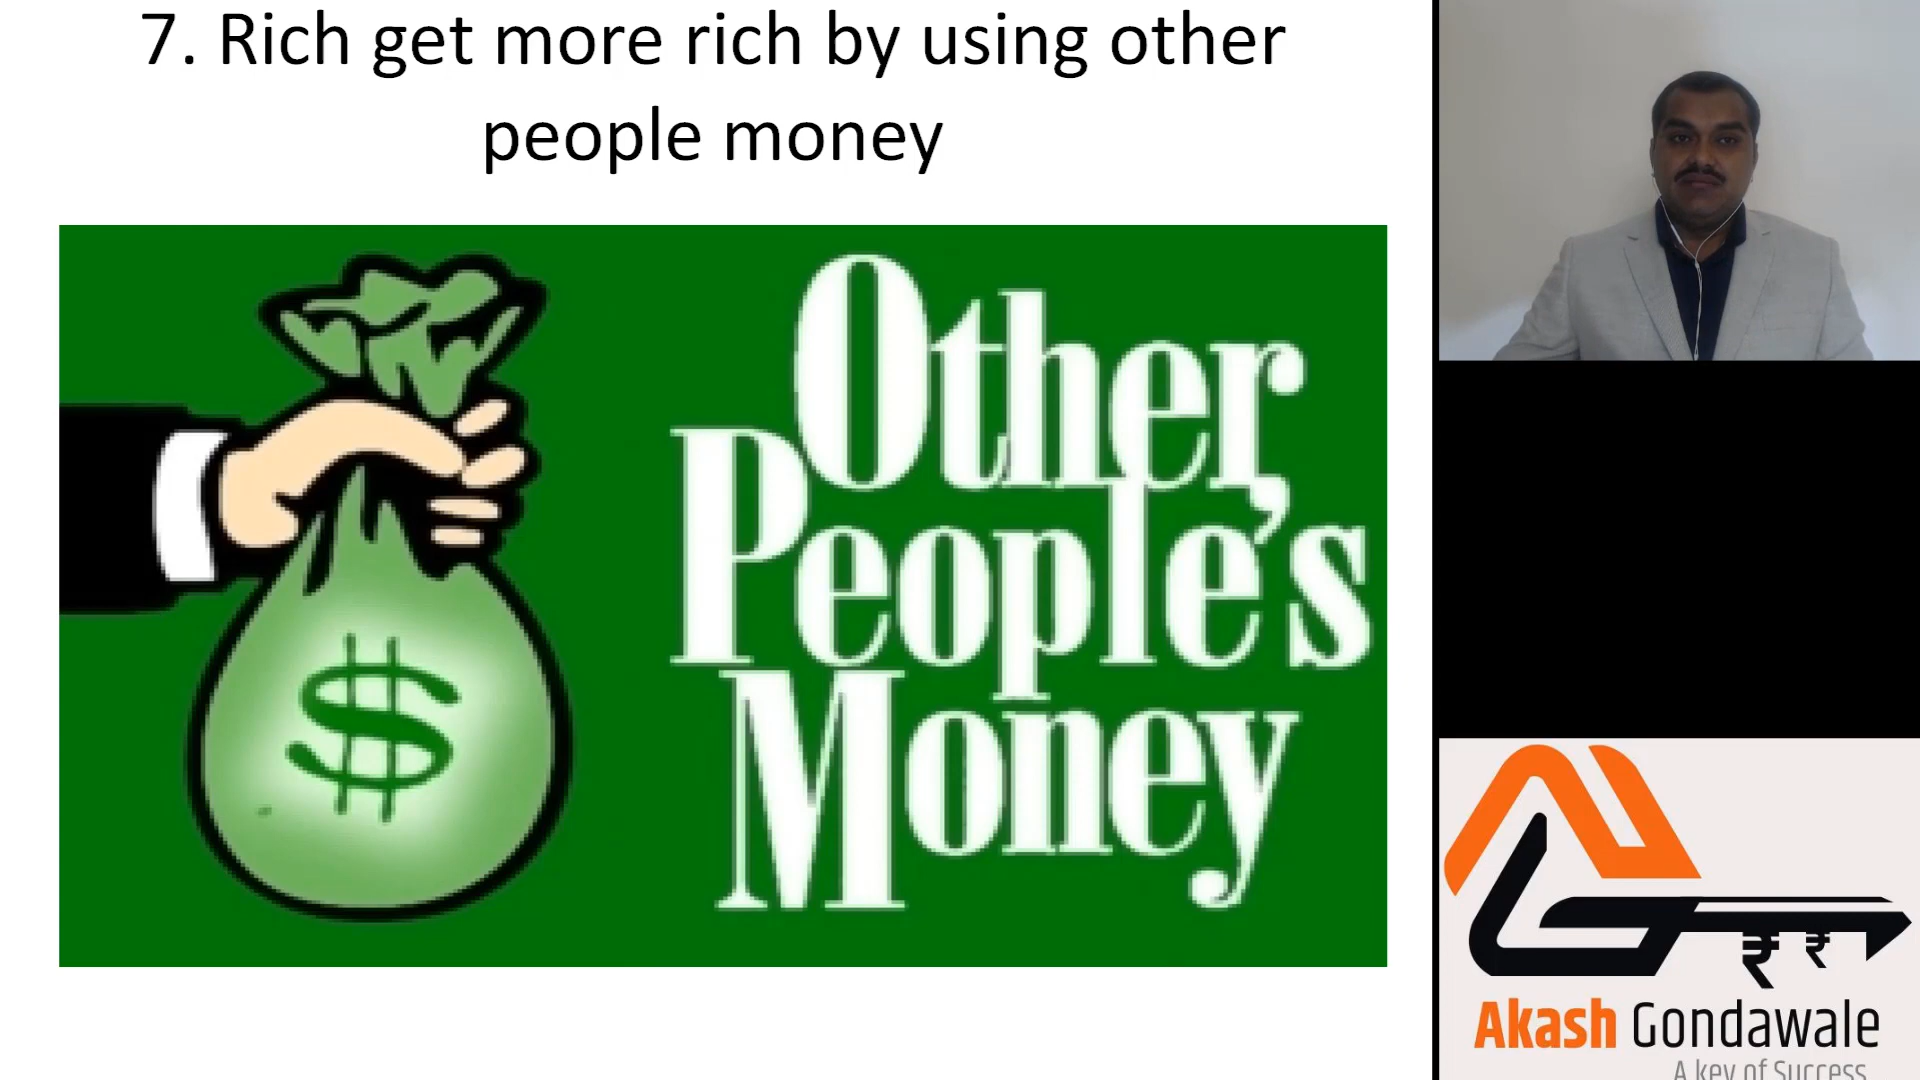 7. Rich get more rich by using other
people money
Other
People's
Money
$
₹ ₹
Akash Gondawale
A key of Success